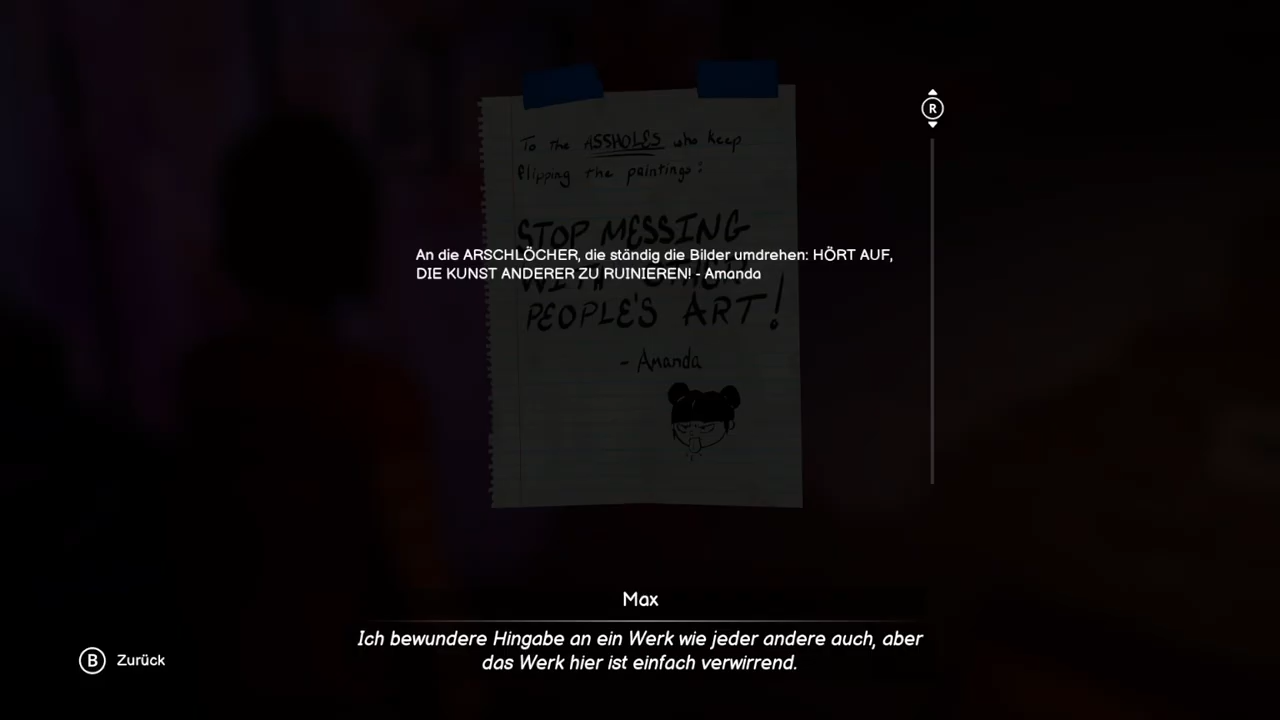 To the ASSHOLES who keep
flipping the paintings:
STOP MESSING
An die ARSCHLÖCHER, die ständig die Bilder umdrehen: HÖRT AUF,
DIE KUNST ANDERER ZU RUINIEREN! - Amanda
WITH OTHER
PEOPLE'S ART!
- Amanda
R
Max
Ich bewundere Hingabe an ein Werk wie jeder andere auch, aber
das Werk hier ist einfach verwirrend.
B Zurück